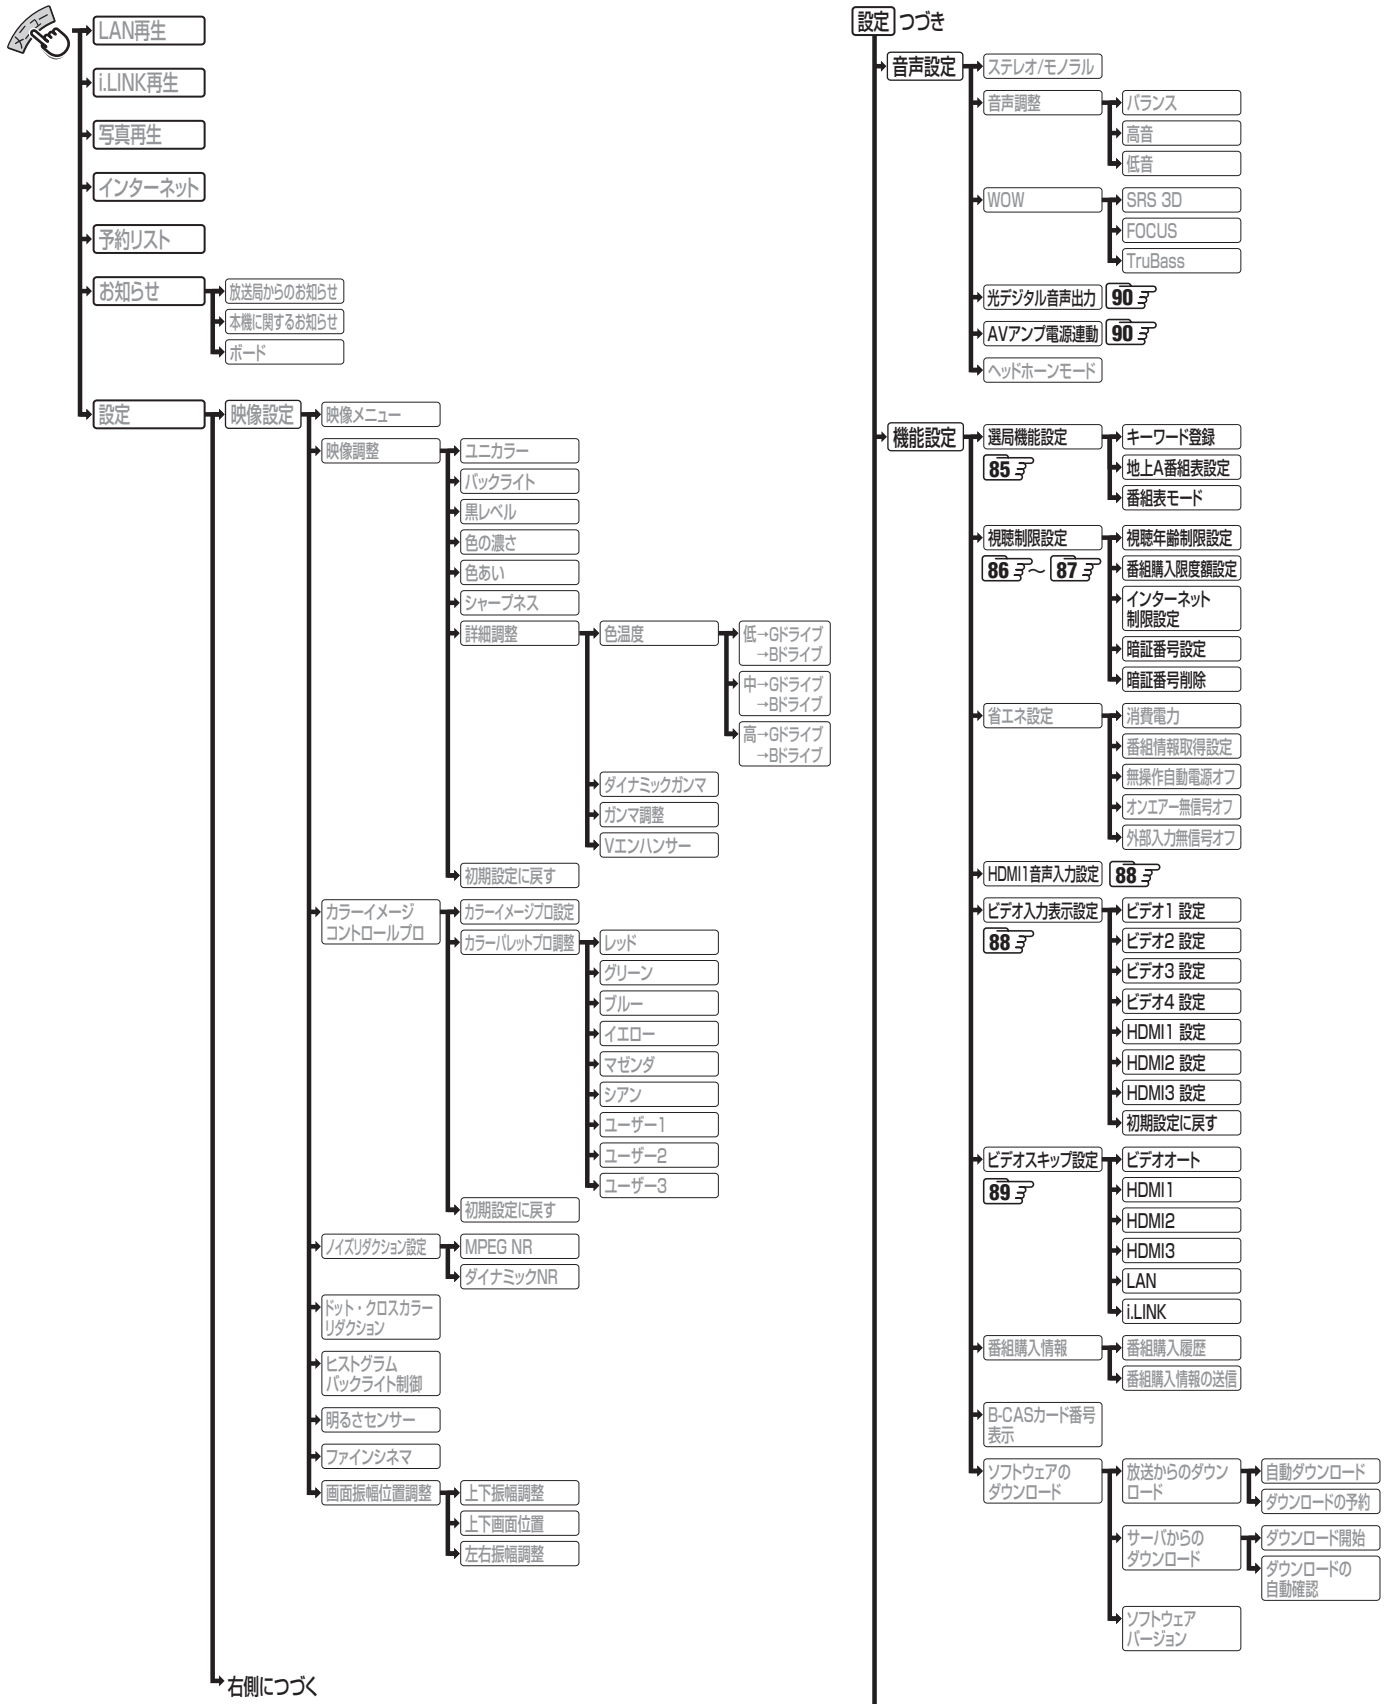 メニュー
LAN再生
i.LINK再生
写真再生
インターネット
予約リスト
お知らせ
放送局からのお知らせ
本機に関するお知らせ
ボード
設定
映像設定
映像メニュー
映像調整
ユニカラー
バックライト
黒レベル
色の濃さ
色あい
シャープネス
詳細調整
色温度
低→Gドライブ
→Bドライブ
中→Gドライブ
→Bドライブ
高→Gドライブ
→Bドライブ
ダイナミックガンマ
ガンマ調整
Vエンハンサー
初期設定に戻す
カラーイメージ
コントロールプロ
カラーイメージプロ設定
カラーパレットプロ調整
レッド
グリーン
ブルー
イエロー
マゼンダ
シアン
ユーザー1
ユーザー2
ユーザー3
初期設定に戻す
ノイズリダクション設定
MPEG NR
ダイナミックNR
ドット・クロスカラー
リダクション
ヒストグラム
バックライト制御
明るさセンサー
ファインシネマ
画面振幅位置調整
上下振幅調整
上下画面位置
左右振幅調整
右側につづく
設定 つづき
音声設定
ステレオ/モノラル
音声調整
バランス
高音
低音
WOW
SRS 3D
FOCUS
TruBass
光デジタル音声出力 90
AVアンプ電源連動 90
ヘッドホーンモード
機能設定
選局機能設定
85
キーワード登録
地上A番組表設定
番組表モード
視聴制限設定
86 ～ 87
視聴年齢制限設定
番組購入限度額設定
インターネット
制限設定
暗証番号設定
暗証番号削除
省エネ設定
消費電力
番組情報取得設定
無操作自動電源オフ
オンエアー無信号オフ
外部入力無信号オフ
HDMI1音声入力設定 88
ビデオ入力表示設定
88
ビデオ1 設定
ビデオ2 設定
ビデオ3 設定
ビデオ4 設定
HDMI1 設定
HDMI2 設定
HDMI3 設定
初期設定に戻す
ビデオスキップ設定
89
ビデオオート
HDMI1
HDMI2
HDMI3
LAN
i.LINK
番組購入情報
番組購入履歴
番組購入情報の送信
B-CASカード番号
表示
ソフトウェアの
ダウンロード
放送からのダウン
ロード
自動ダウンロード
ダウンロードの予約
サーバからの
ダウンロード
ダウンロード開始
ダウンロードの
自動確認
ソフトウェア
バージョン